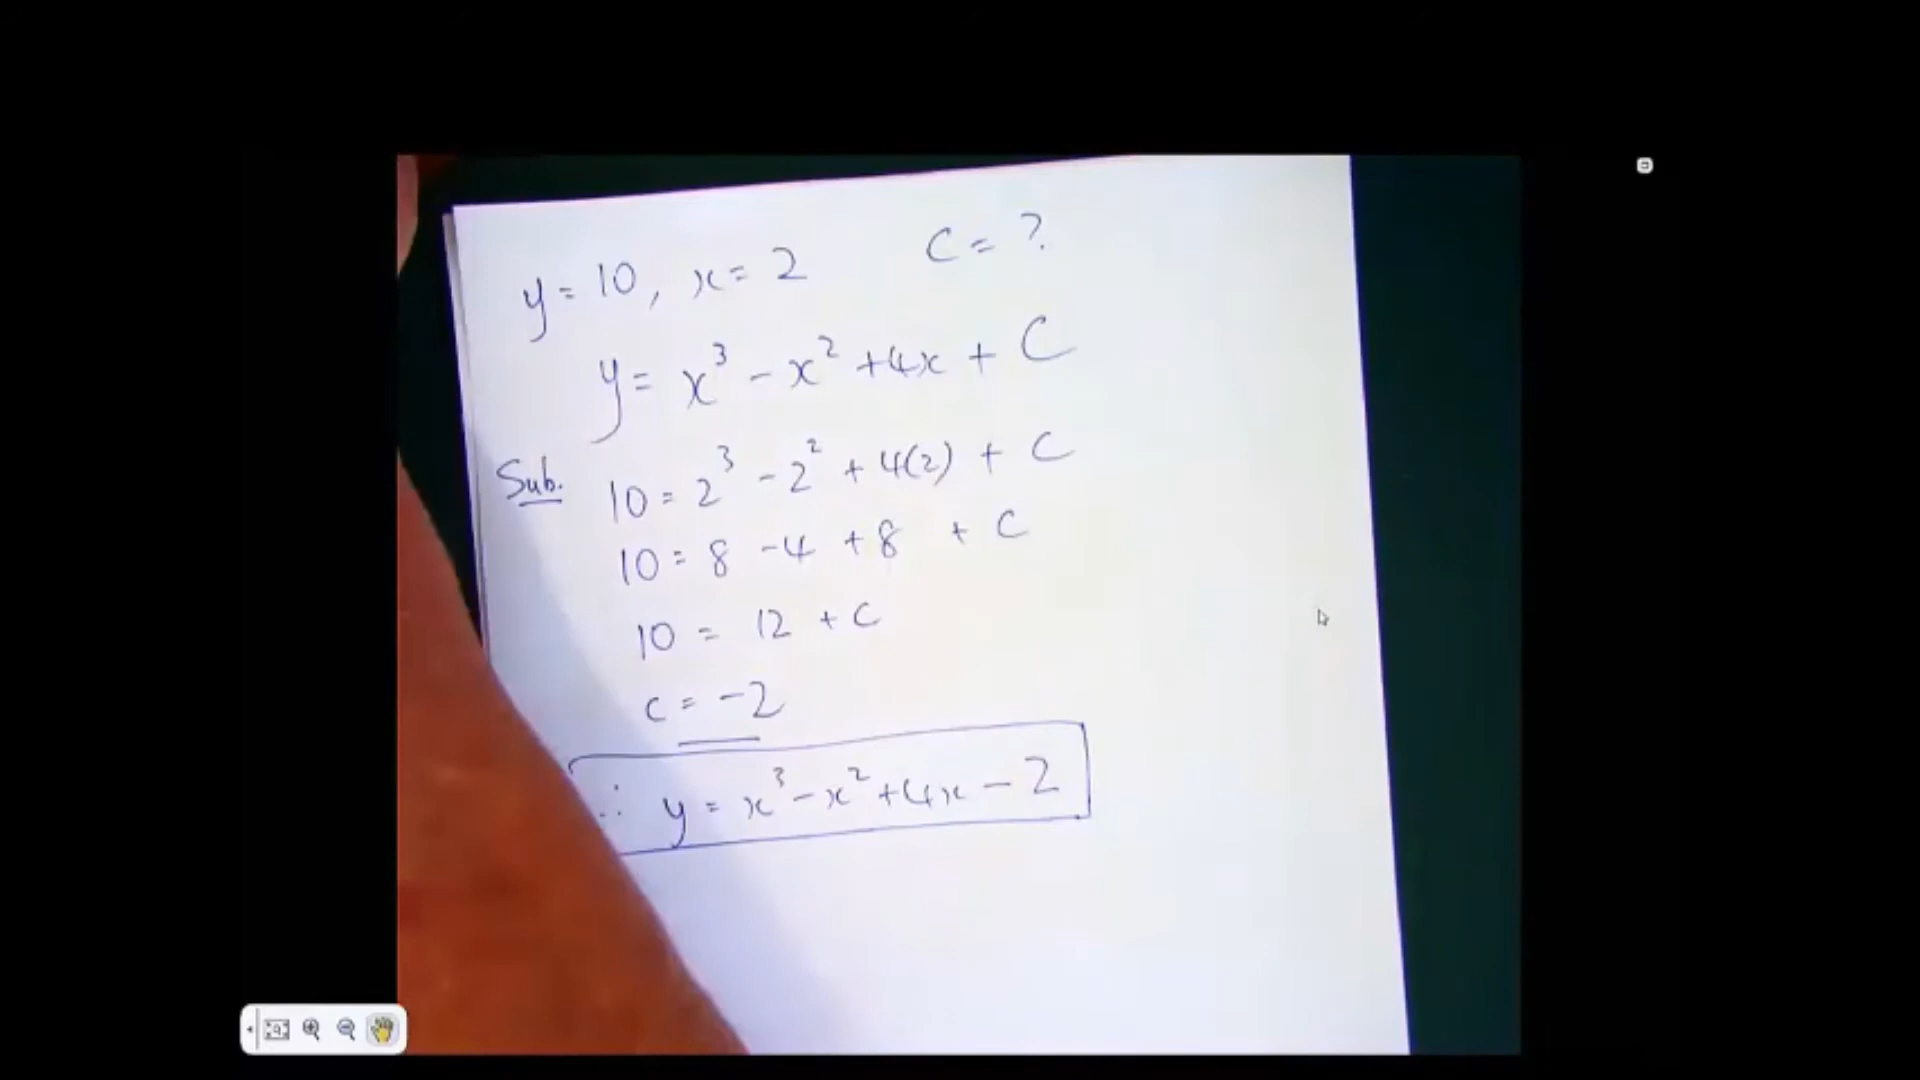 y = 10, x = 2 C = ?
y = x³ - x² + 4x + C
Sub. 10 = 2³ - 2² + 4(2) + C
10 = 8 - 4 + 8 + C
10 = 12 + C
C = -2
∴ y = x³ - x² + 4x - 2